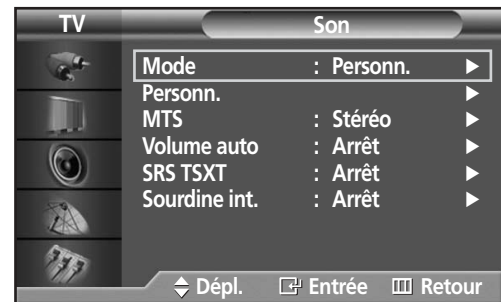 TV Son
Mode : Personn. ▶
Personn. ▶
MTS : Stéréo ▶
Volume auto : Arrêt ▶
SRS TSXT : Arrêt ▶
Sourdine int. : Arrêt ▶
Dépl. Entrée Retour